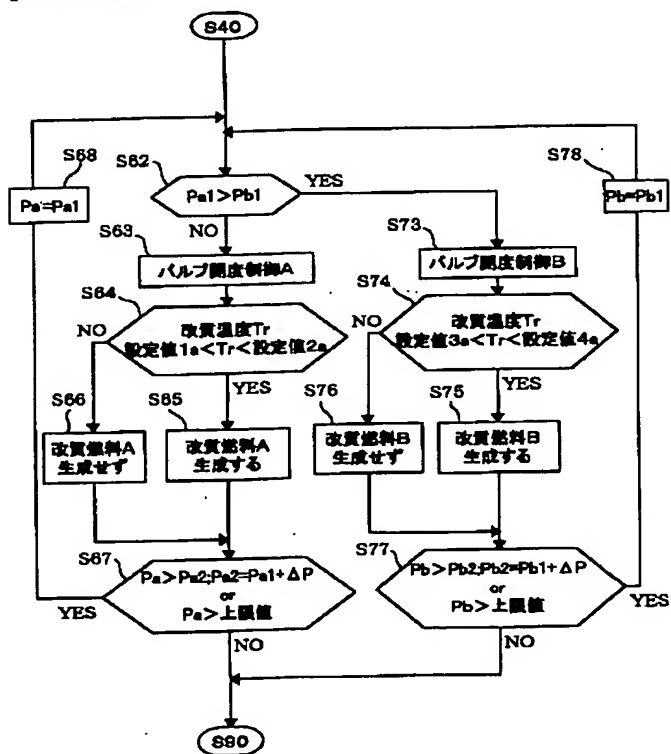 S40
S68
Pa=Pa1
S62
Pa1>Pb1
YES
NO
S78
Pb=Pb1
S63
バルブ開度制御A
S73
バルブ開度制御B
S64
改質温度Tr
設定値1a<Tr<設定値2a
NO
YES
S74
改質温度Tr
設定値3a<Tr<設定値4a
NO
YES
S66
改質燃料A
生成せず
S65
改質燃料A
生成する
S76
改質燃料B
生成せず
S75
改質燃料B
生成する
S67
Pa>Pa2;Pa2=Pa1+ΔP
or
Pa>上限値
YES
NO
S77
Pb>Pb2;Pb2=Pb1+ΔP
or
Pb>上限値
YES
NO
S90